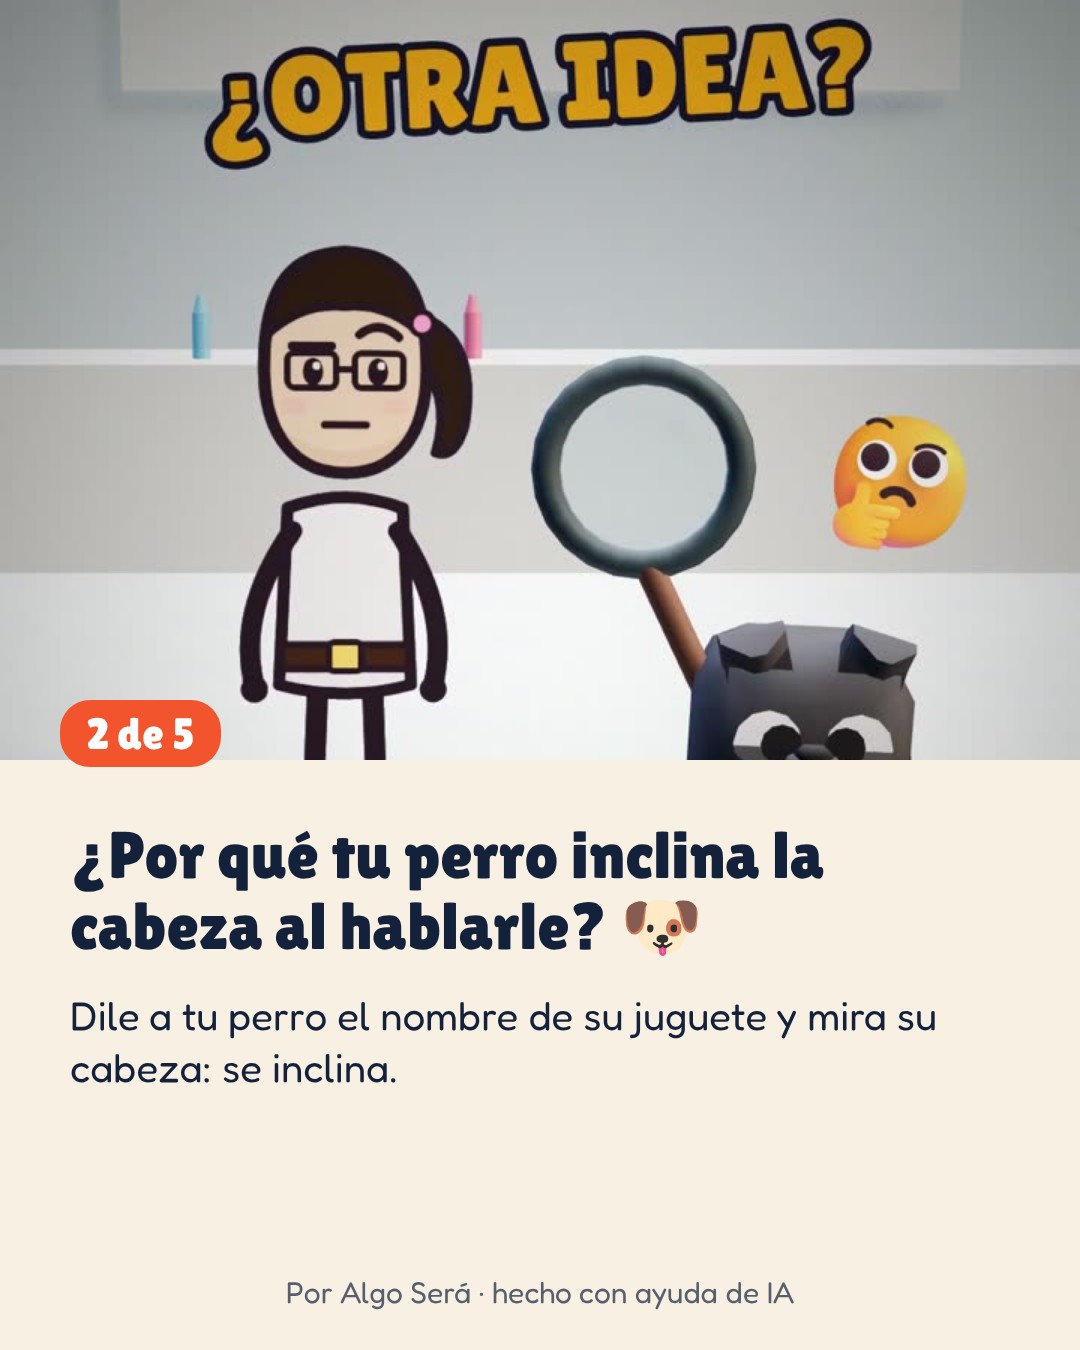 ¿OTRA IDEA?
2 de 5
¿Por qué tu perro inclina la
cabeza al hablarle? 🐶
Dile a tu perro el nombre de su juguete y mira su
cabeza: se inclina.
Por Algo Será · hecho con ayuda de IA